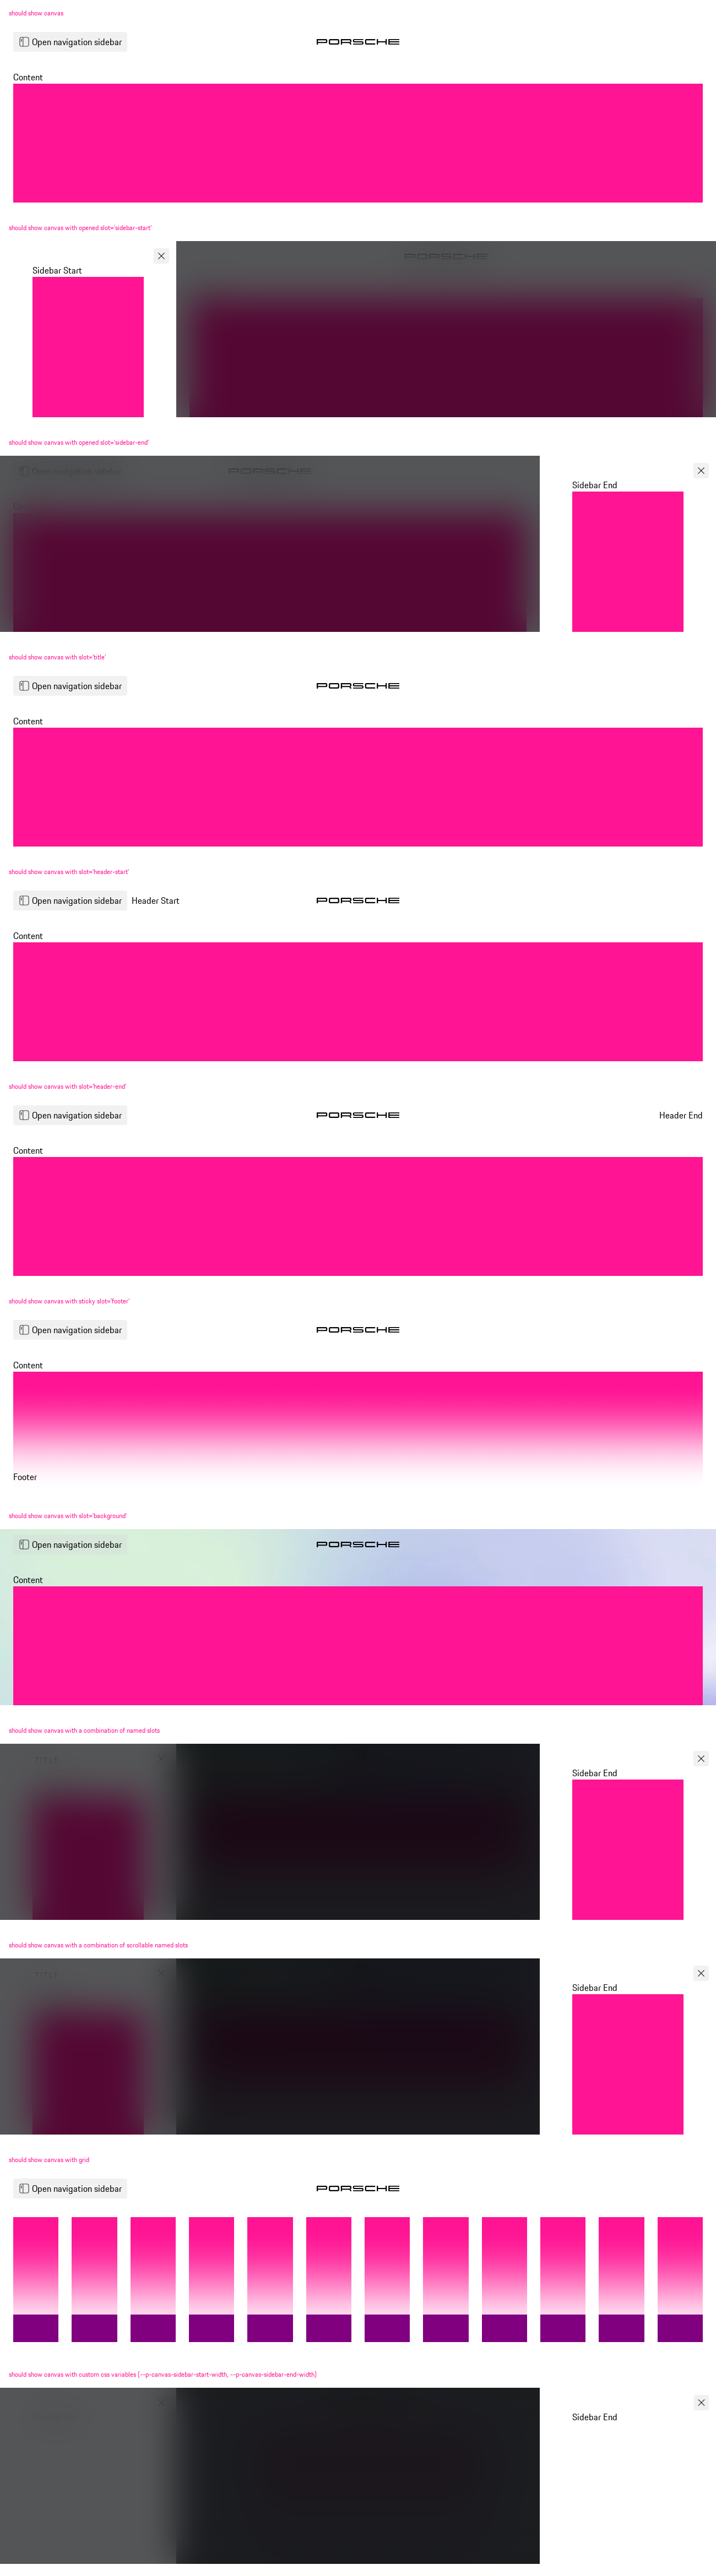 should show canvas
Open navigation sidebar
PORSCHE
Content
should show canvas with opened slot='sidebar-start'
PORSCHE
Sidebar Start
should show canvas with opened slot='sidebar-end'
Open navigation sidebar
PORSCHE
Sidebar End
should show canvas with slot='title'
Open navigation sidebar
PORSCHE
Content
should show canvas with slot='header-start'
Open navigation sidebar Header Start
PORSCHE
Content
should show canvas with slot='header-end'
Open navigation sidebar
PORSCHE
Header End
Content
should show canvas with sticky slot='footer'
Open navigation sidebar
PORSCHE
Content
Footer
should show canvas with slot='background'
Open navigation sidebar
PORSCHE
Content
should show canvas with a combination of named slots
TITLE
Sidebar End
should show canvas with a combination of scrollable named slots
TITLE
Sidebar End
should show canvas with grid
Open navigation sidebar
PORSCHE
should show canvas with custom css variables (--p-canvas-sidebar-start-width, --p-canvas-sidebar-end-width)
Sidebar End